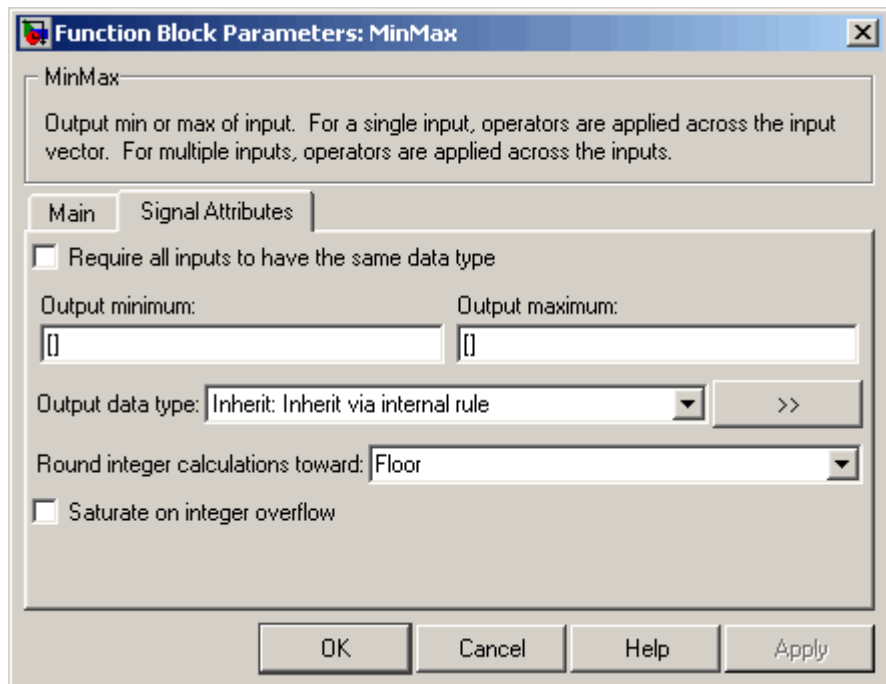 Function Block Parameters: MinMax
MinMax
Output min or max of input. For a single input, operators are applied across the input
vector. For multiple inputs, operators are applied across the inputs.
Main Signal Attributes
Require all inputs to have the same data type
Output minimum: Output maximum:
[] []
Output data type: Inherit: Inherit via internal rule >>
Round integer calculations toward: Floor
Saturate on integer overflow
OK Cancel Help Apply